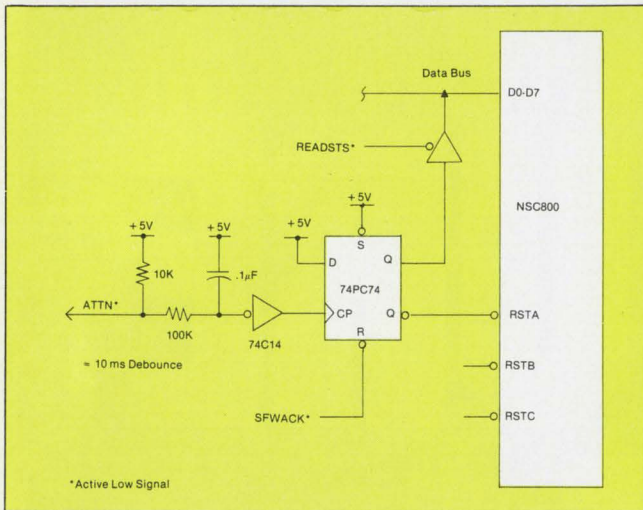 Data Bus
D0-D7
READSTS*
NSC800
+5V
+5V
+5V
+5V
S
D
Q
10K
.1µF
74PC74
ATTN*
CP
Q
RSTA
100K
74C14
R
≈ 10 ms Debounce
RSTB
SFWACK*
RSTC
*Active Low Signal